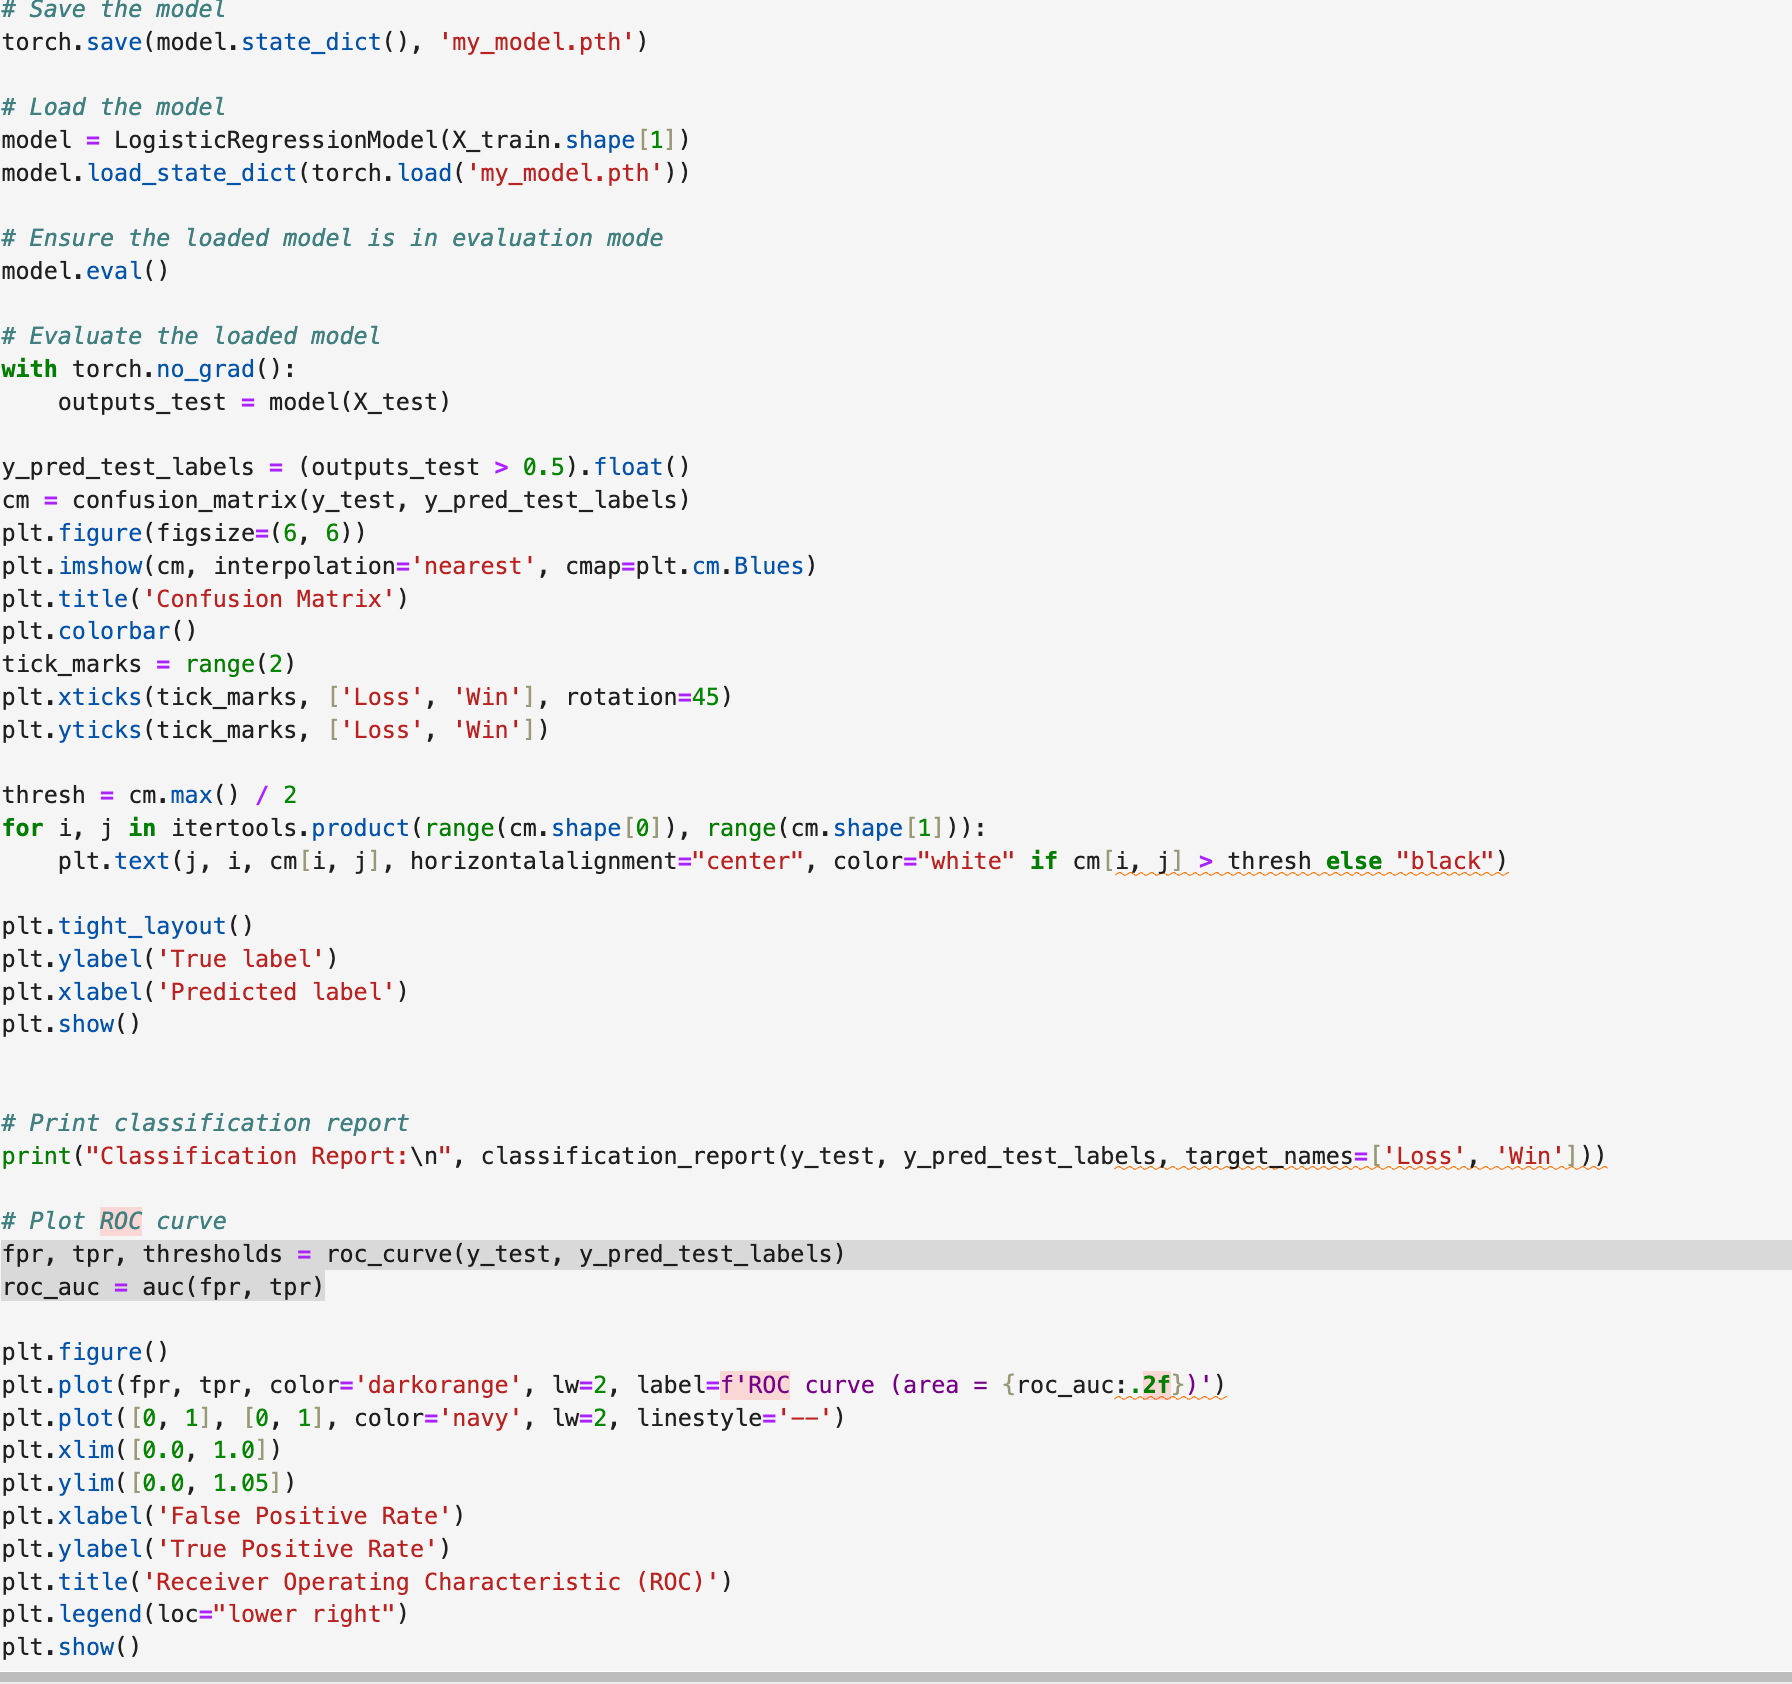 # Save the model
torch.save(model.state_dict(), 'my_model.pth')

# Load the model
model = LogisticRegressionModel(X_train.shape[1])
model.load_state_dict(torch.load('my_model.pth'))

# Ensure the loaded model is in evaluation mode
model.eval()

# Evaluate the loaded model
with torch.no_grad():
    outputs_test = model(X_test)

y_pred_test_labels = (outputs_test > 0.5).float()
cm = confusion_matrix(y_test, y_pred_test_labels)
plt.figure(figsize=(6, 6))
plt.imshow(cm, interpolation='nearest', cmap=plt.cm.Blues)
plt.title('Confusion Matrix')
plt.colorbar()
tick_marks = range(2)
plt.xticks(tick_marks, ['Loss', 'Win'], rotation=45)
plt.yticks(tick_marks, ['Loss', 'Win'])

thresh = cm.max() / 2
for i, j in itertools.product(range(cm.shape[0]), range(cm.shape[1])):
    plt.text(j, i, cm[i, j], horizontalalignment="center", color="white" if cm[i, j] > thresh else "black")

plt.tight_layout()
plt.ylabel('True label')
plt.xlabel('Predicted label')
plt.show()


# Print classification report
print("Classification Report:\n", classification_report(y_test, y_pred_test_labels, target_names=['Loss', 'Win']))

# Plot ROC curve
fpr, tpr, thresholds = roc_curve(y_test, y_pred_test_labels)
roc_auc = auc(fpr, tpr)

plt.figure()
plt.plot(fpr, tpr, color='darkorange', lw=2, label=f'ROC curve (area = {roc_auc:.2f})')
plt.plot([0, 1], [0, 1], color='navy', lw=2, linestyle='--')
plt.xlim([0.0, 1.0])
plt.ylim([0.0, 1.05])
plt.xlabel('False Positive Rate')
plt.ylabel('True Positive Rate')
plt.title('Receiver Operating Characteristic (ROC)')
plt.legend(loc="lower right")
plt.show()